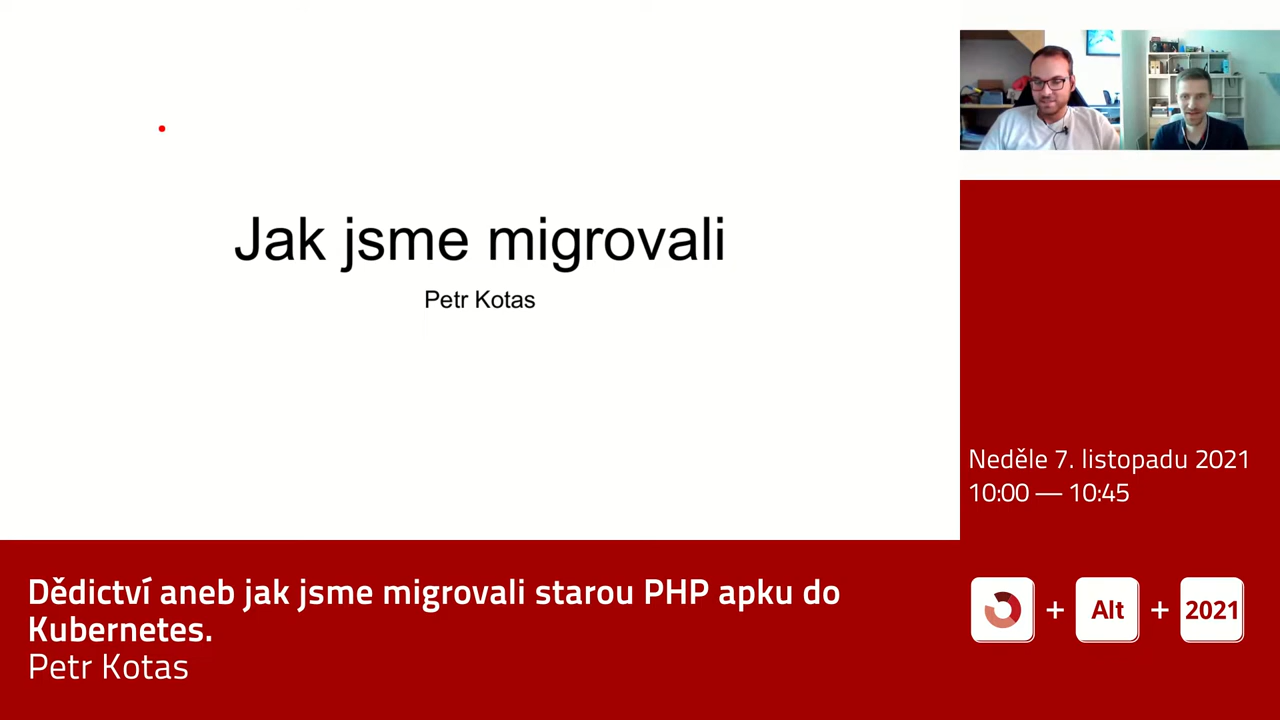 Jak jsme migrovali
Petr Kotas
Neděle 7. listopadu 2021
10:00 — 10:45
Dědictví aneb jak jsme migrovali starou PHP apku do
Kubernetes.
Petr Kotas
+ Alt + 2021